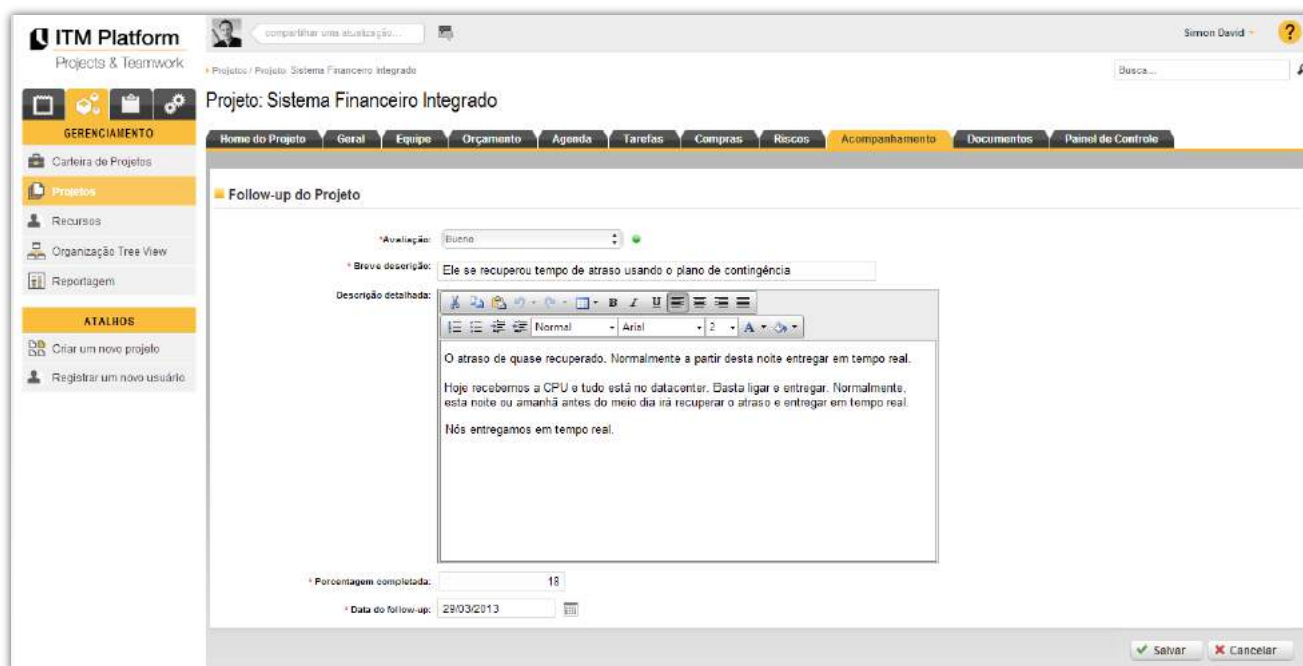 ITM Platform
Projects & Teamwork
compartilhar uma atualização...
Simon David
?
Projetos / Projeto: Sistema Financeiro Integrado
Busca...
Projeto: Sistema Financeiro Integrado
Home do Projeto Geral Equipe Orçamento Agenda Tarefas Compras Riscos Acompanhamento Documentos Painel de Controle
GERENCIAMENTO
Carteira de Projetos
Projetos
Recursos
Organização Tree View
Reportagem
ATALHOS
Criar um novo projeto
Registrar um novo usuário
Follow-up do Projeto
*Avaliação: Bueno
* Breve descrição: Ele se recuperou tempo de atraso usando o plano de contingência
Descrição detalhada:
B I U
Normal Arial 2 A
O atraso de quase recuperado. Normalmente a partir desta noite entregar em tempo real.
Hoje recebemos a CPU e tudo está no datacenter. Basta ligar e entregar. Normalmente,
esta noite ou amanhã antes do meio dia irá recuperar o atraso e entregar em tempo real.
Nós entregamos em tempo real.
* Porcentagem completada: 18
* Data do follow-up: 29/03/2013
Salvar Cancelar